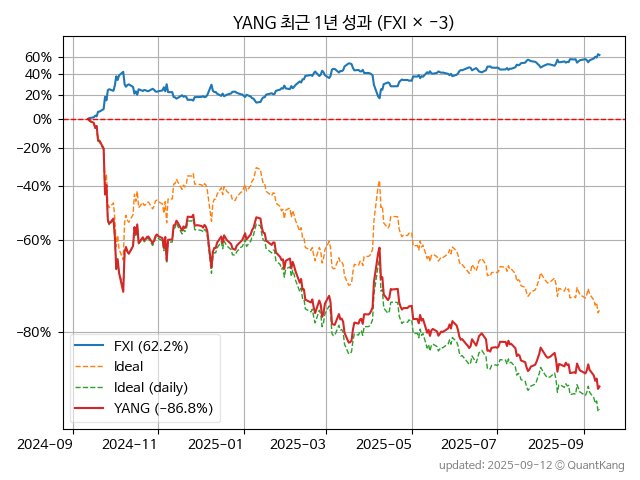 YANG 최근 1년 성과 (FXI × −3)
60%
40%
20%
0%
−20%
−40%
−60%
−80%
FXI (62.2%)
Ideal
Ideal (daily)
YANG (−86.8%)
2024-09
2024-11
2025-01
2025-03
2025-05
2025-07
2025-09
updated: 2025-09-12 © QuantKang